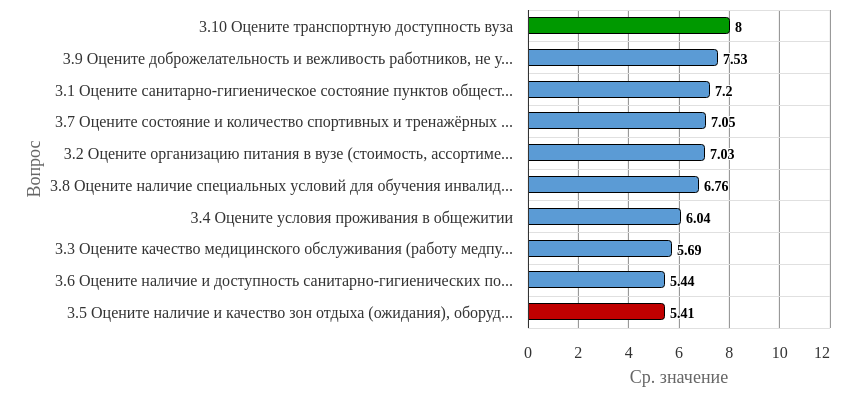 3.10 Оцените транспортную доступность вуза 8
3.9 Оцените доброжелательность и вежливость работников, не у... 7.53
3.1 Оцените санитарно-гигиеническое состояние пунктов общест... 7.2
3.7 Оцените состояние и количество спортивных и тренажёрных ... 7.05
3.2 Оцените организацию питания в вузе (стоимость, ассортиме... 7.03
3.8 Оцените наличие специальных условий для обучения инвалид... 6.76
3.4 Оцените условия проживания в общежитии 6.04
3.3 Оцените качество медицинского обслуживания (работу медпу... 5.69
3.6 Оцените наличие и доступность санитарно-гигиенических по... 5.44
3.5 Оцените наличие и качество зон отдыха (ожидания), оборуд... 5.41
Вопрос
0 2 4 6 8 10 12
Ср. значение